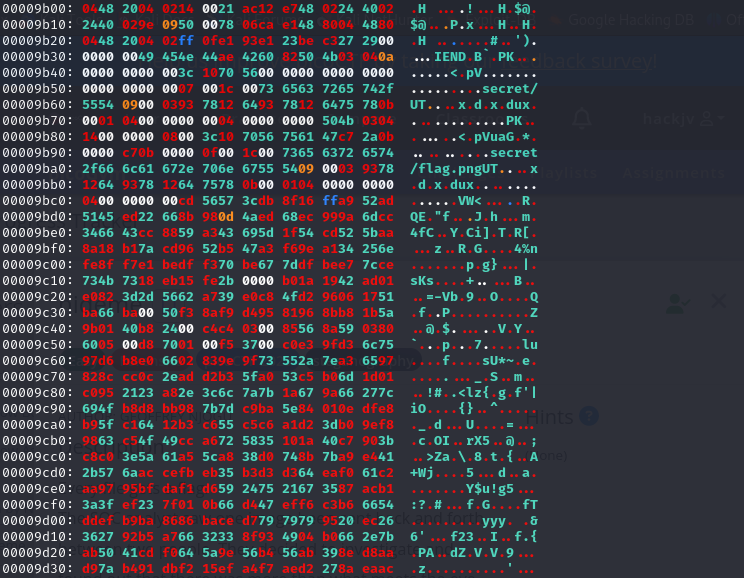 00009b00: 0448 2004 0214 0021 ac12 e748 0224 4002  .H ....!...H.$@.
00009b10: 2440 029e 0950 0078 06ca e148 8004 4880  $@...P.x...H..H.
00009b20: 0448 2004 02ff 0fe1 93e1 23be c327 2900  .H .......#..').
00009b30: 0000 0049 454e 44ae 4260 8250 4b03 040a  ...IEND.B`.PK...
00009b40: 0000 0000 003c 1070 5600 0000 0000 0000  .....<.pV.......
00009b50: 0000 0000 0007 001c 0073 6563 7265 742f  .........secret/
00009b60: 5554 0900 0393 7812 6493 7812 6475 780b  UT....x.d.x.dux.
00009b70: 0001 0400 0000 0004 0000 0000 504b 0304  ............PK..
00009b80: 1400 0000 0800 3c10 7056 7561 47c7 2a0b  ......<.pVuaG.*.
00009b90: 0000 c70b 0000 0f00 1c00 7365 6372 6574  ..........secret
00009ba0: 2f66 6c61 672e 706e 6755 5409 0003 9378  /flag.pngUT....x
00009bb0: 1264 9378 1264 7578 0b00 0104 0000 0000  .d.x.dux........
00009bc0: 0400 0000 00cd 5657 3cdb 8f16 ffa9 52ad  ......VW<.....R.
00009bd0: 5145 ed22 668b 980d 4aed 68ec 999a 6dcc  QE."f...J.h...m.
00009be0: 3466 43cc 8859 a343 695d 1f54 cd52 5baa  4fC..Y.Ci].T.R[.
00009bf0: 8a18 b17a cd96 52b5 47a3 f69e a134 256e  ...z..R.G....4%n
00009c00: fe8f f7e1 bedf f370 be67 7ddf bee7 7cce  .......p.g}...|.
00009c10: 734b 7318 eb15 fe2b 0000 b01a 1942 ad01  sKs....+.....B..
00009c20: e082 3d2d 5662 a739 e0c8 4fd2 9606 1751  ..=-Vb.9..O....Q
00009c30: ba66 ba00 50f3 8af9 d495 8196 8bb8 1b5a  .f..P..........Z
00009c40: 9b01 40b8 2400 c4c4 0300 8556 8a59 0380  ..@.$......V.Y..
00009c50: 6005 00d8 7001 00f5 3700 c0e3 9fd3 6c75  `...p...7.....lu
00009c60: 97d6 b8e0 6602 839e 9f73 552a 7ea3 6597  ....f....sU*~.e.
00009c70: 828c cc0c 2ead d2b3 5fa0 53c5 b06d 1d01  ........_.S..m..
00009c80: c095 2123 a82e 3c6c 7a7b 1a67 9a66 277c  ..!#..<lz{.g.f'|
00009c90: 694f b8d8 bb98 7b7d c9ba 5e84 010e dfe8  iO....{}..^.....
00009ca0: b95f c164 12b3 c655 c5c6 a1d2 3db0 9ef8  ._.d...U....=...
00009cb0: 9863 c54f 49cc a672 5835 101a 40c7 903b  .c.OI..rX5..@..;
00009cc0: c8c0 3e5a 61a5 5ca8 38d0 748b 7ba9 e441  ..>Za.\.8.t.{..A
00009cd0: 2b57 6aac cefb eb35 b3d3 d364 eaf0 61c2  +Wj....5...d..a.
00009ce0: aa97 95bf daf1 d659 2475 2167 3587 acb1  .......Y$u!g5...
00009cf0: 3a3f ef23 7f01 0b66 d447 eff6 c3b6 6654  :?.#...f.G....fT
00009d00: ddef b9ba 8686 bace d779 7979 9520 ec26  .........yyy. .&
00009d10: 3627 92b5 a766 3233 8f93 4904 b066 2e7b  6'...f23..I..f.{
00009d20: ab50 41cd f064 5a9e 56b4 56ab 398e d8aa  .PA..dZ.V.V.9...
00009d30: d97a b491 dbf2 15ef a4f7 aed2 278a eaac  .z..........'...
Google Hacking DB
back survey!
Assignments
Hints